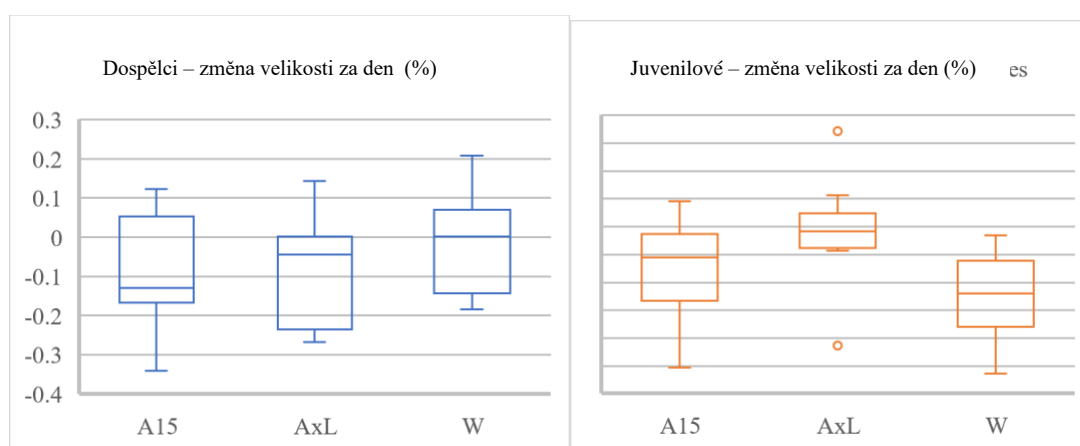 Dospělci – změna velikosti za den (%)
0.3
0.2
0.1
0
-0.1
-0.2
-0.3
-0.4
A15 AxL W
Juvenilové – změna velikosti za den (%) es
A15 AxL W